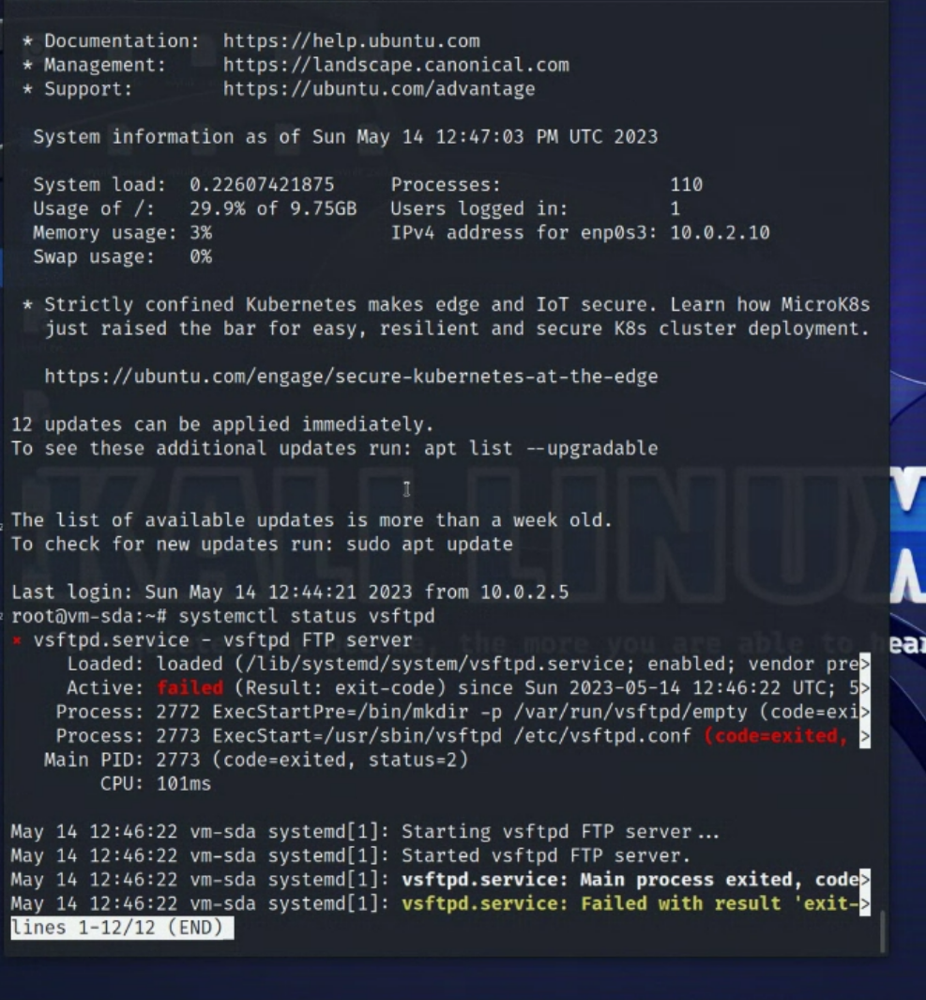 * Documentation:  https://help.ubuntu.com
* Management:     https://landscape.canonical.com
* Support:        https://ubuntu.com/advantage
System information as of Sun May 14 12:47:03 PM UTC 2023
System load:  0.22607421875     Processes:               110
Usage of /:   29.9% of 9.75GB   Users logged in:         1
Memory usage: 3%                IPv4 address for enp0s3: 10.0.2.10
Swap usage:   0%
* Strictly confined Kubernetes makes edge and IoT secure. Learn how MicroK8s
just raised the bar for easy, resilient and secure K8s cluster deployment.
https://ubuntu.com/engage/secure-kubernetes-at-the-edge
12 updates can be applied immediately.
To see these additional updates run: apt list --upgradable
KALI LINUX
The list of available updates is more than a week old.
To check for new updates run: sudo apt update
Last login: Sun May 14 12:44:21 2023 from 10.0.2.5
root@vm-sda:~# systemctl status vsftpd
× vsftpd.service - vsftpd FTP server
the more you are able to hear
Loaded: loaded (/lib/systemd/system/vsftpd.service; enabled; vendor pre>
Active: failed (Result: exit-code) since Sun 2023-05-14 12:46:22 UTC; 5>
Process: 2772 ExecStartPre=/bin/mkdir -p /var/run/vsftpd/empty (code=exi>
Process: 2773 ExecStart=/usr/sbin/vsftpd /etc/vsftpd.conf (code=exited, >
Main PID: 2773 (code=exited, status=2)
CPU: 101ms
May 14 12:46:22 vm-sda systemd[1]: Starting vsftpd FTP server...
May 14 12:46:22 vm-sda systemd[1]: Started vsftpd FTP server.
May 14 12:46:22 vm-sda systemd[1]: vsftpd.service: Main process exited, code>
May 14 12:46:22 vm-sda systemd[1]: vsftpd.service: Failed with result 'exit->
lines 1-12/12 (END)